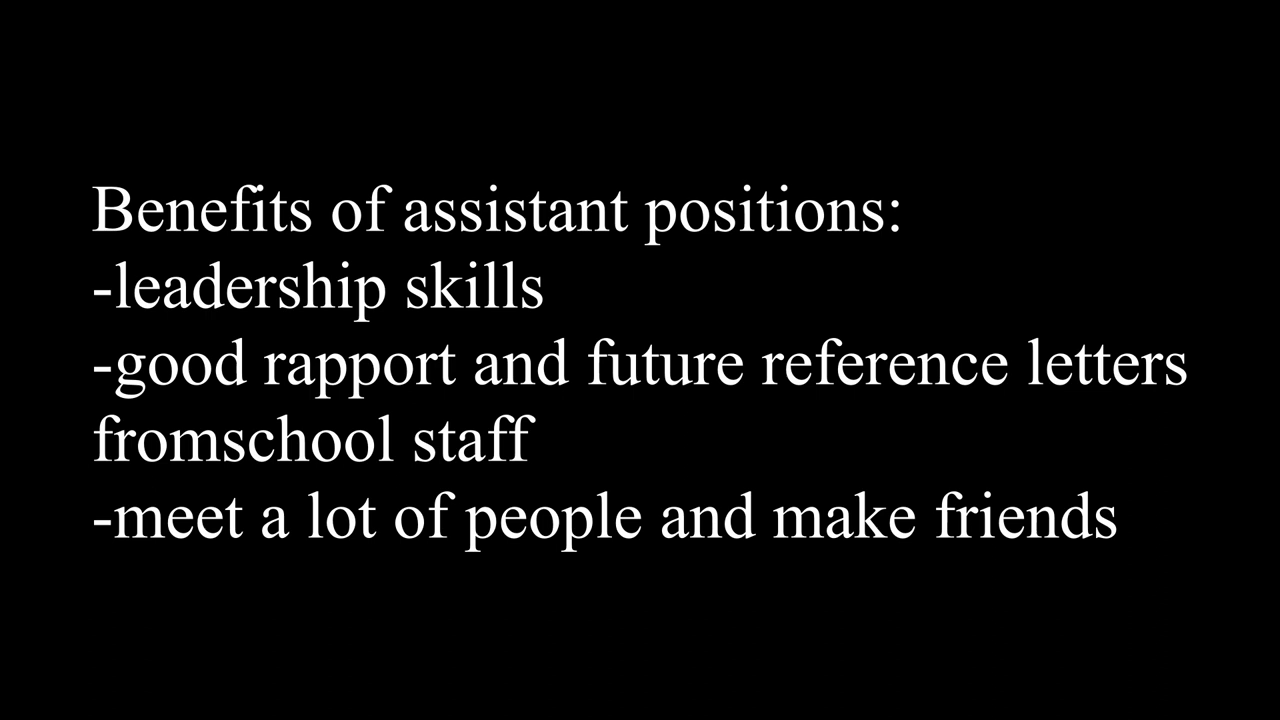 Benefits of assistant positions:
-leadership skills
-good rapport and future reference letters
fromschool staff
-meet a lot of people and make friends